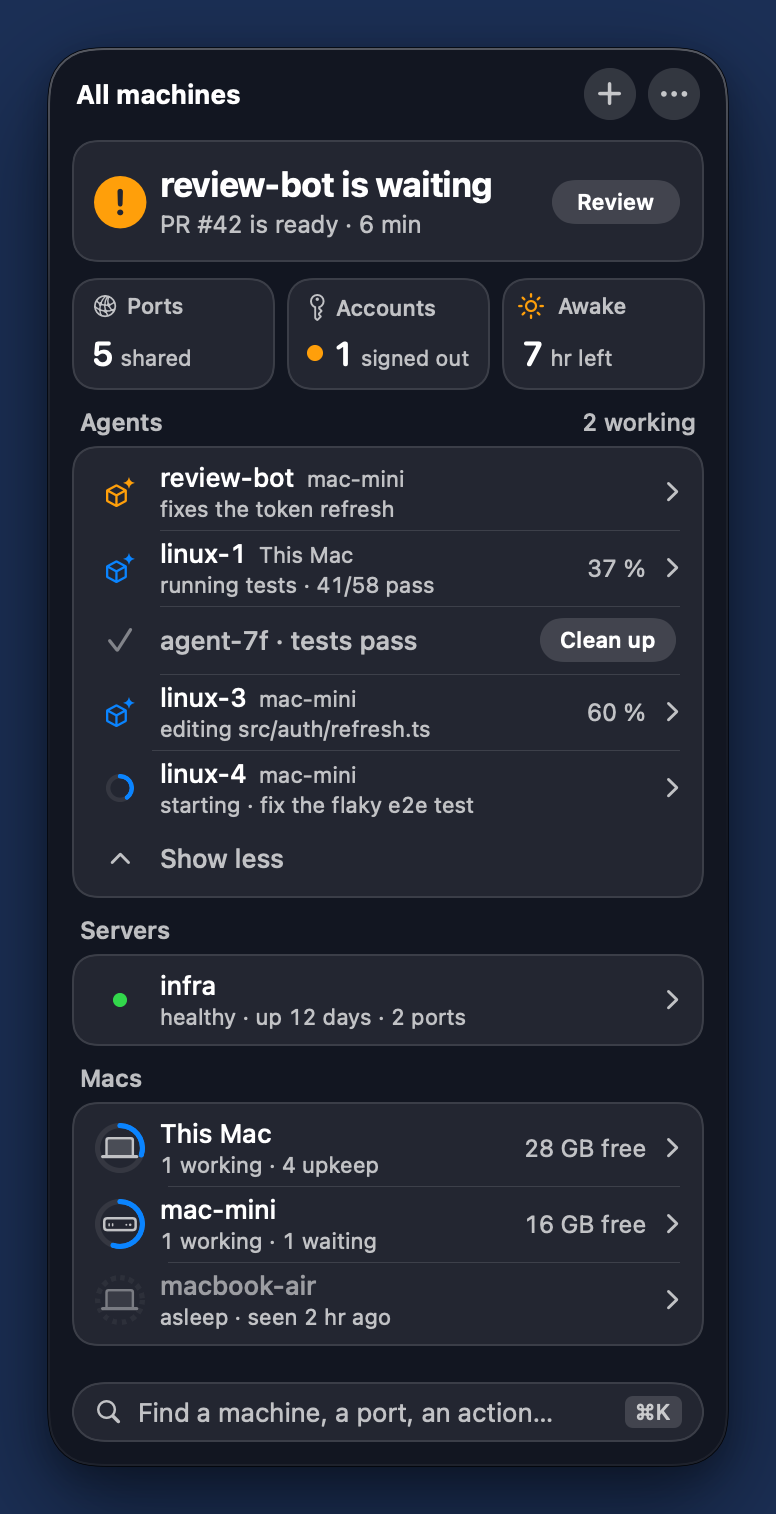 All machines
review-bot is waiting
PR #42 is ready · 6 min
Review
Ports
5 shared
Accounts
1 signed out
Awake
7 hr left
Agents
2 working
review-bot mac-mini
fixes the token refresh
linux-1 This Mac
running tests · 41/58 pass
37 %
agent-7f · tests pass
Clean up
linux-3 mac-mini
editing src/auth/refresh.ts
60 %
linux-4 mac-mini
starting · fix the flaky e2e test
Show less
Servers
infra
healthy · up 12 days · 2 ports
Macs
This Mac
1 working · 4 upkeep
28 GB free
mac-mini
1 working · 1 waiting
16 GB free
macbook-air
asleep · seen 2 hr ago
Find a machine, a port, an action...
⌘K